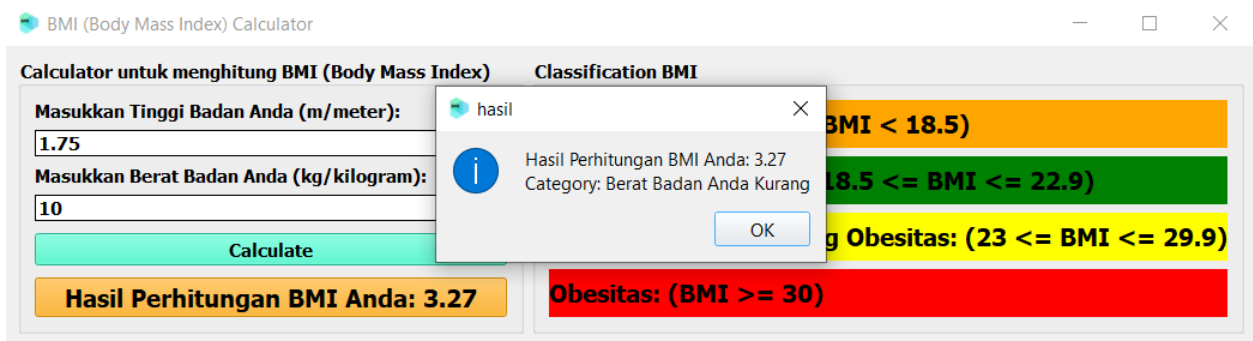 BMI (Body Mass Index) Calculator
Calculator untuk menghitung BMI (Body Mass Index)
Masukkan Tinggi Badan Anda (m/meter):
1.75
Masukkan Berat Badan Anda (kg/kilogram):
10
Calculate
Hasil Perhitungan BMI Anda: 3.27
hasil
Hasil Perhitungan BMI Anda: 3.27
Category: Berat Badan Anda Kurang
OK
Classification BMI
BMI < 18.5)
18.5 <= BMI <= 22.9)
g Obesitas: (23 <= BMI <= 29.9)
Obesitas: (BMI >= 30)